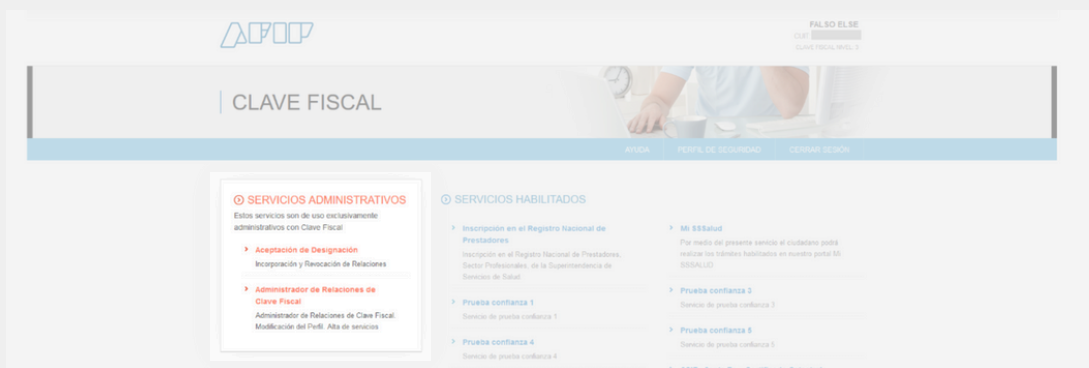 AFIP
FALSO ELSE
CUIT
CLAVE FISCAL NIVEL: 3
CLAVE FISCAL
AYUDA
PERFIL DE SEGURIDAD
CERRAR SESIÓN
SERVICIOS ADMINISTRATIVOS
Estos servicios son de uso exclusivamente
administrativos con Clave Fiscal
Aceptación de Designación
Incorporación y Revocación de Relaciones
Administrador de Relaciones de
Clave Fiscal
Administrador de Relaciones de Clave Fiscal.
Modificación del Perfil. Alta de servicios
SERVICIOS HABILITADOS
Inscripción en el Registro Nacional de
Prestadores
Inscripción en el Registro Nacional de Prestadores,
Sector Profesionales, de la Superintendencia de
Servicios de Salud.
Prueba confianza 1
Servicio de prueba confianza 1
Prueba confianza 4
Servicio de prueba confianza 4
Mi SSSalud
Por medio del presente servicio el ciudadano podrá
realizar los trámites habilitados en nuestro portal Mi
SSSALUD
Prueba confianza 3
Servicio de prueba confianza 3
Prueba confianza 5
Servicio de prueba confianza 5